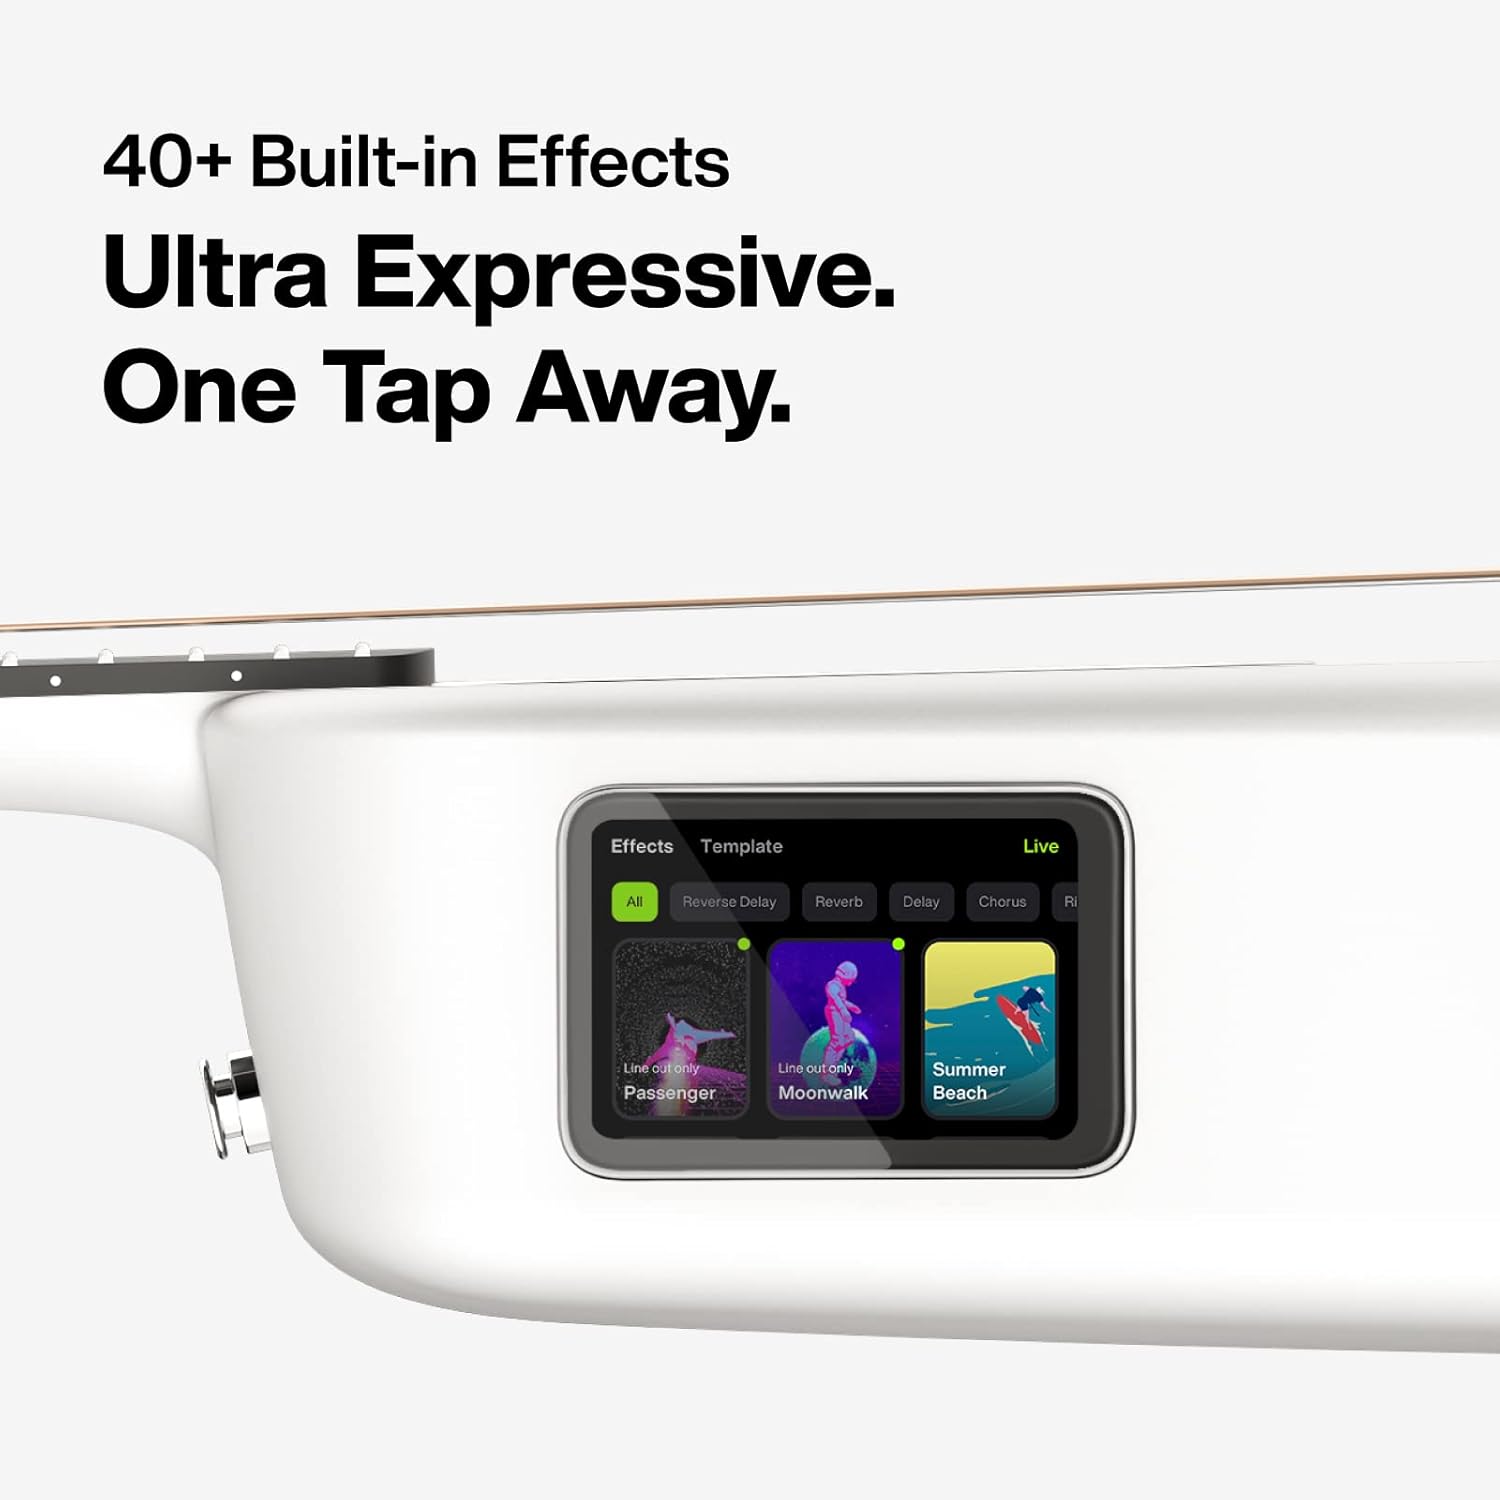 40+ Built-in Effects
Ultra Expressive.
One Tap Away.
Effects Template Live
All Reverse Delay Reverb Delay Chorus Ri
Line out only Line out only Summer
Passenger Moonwalk Beach